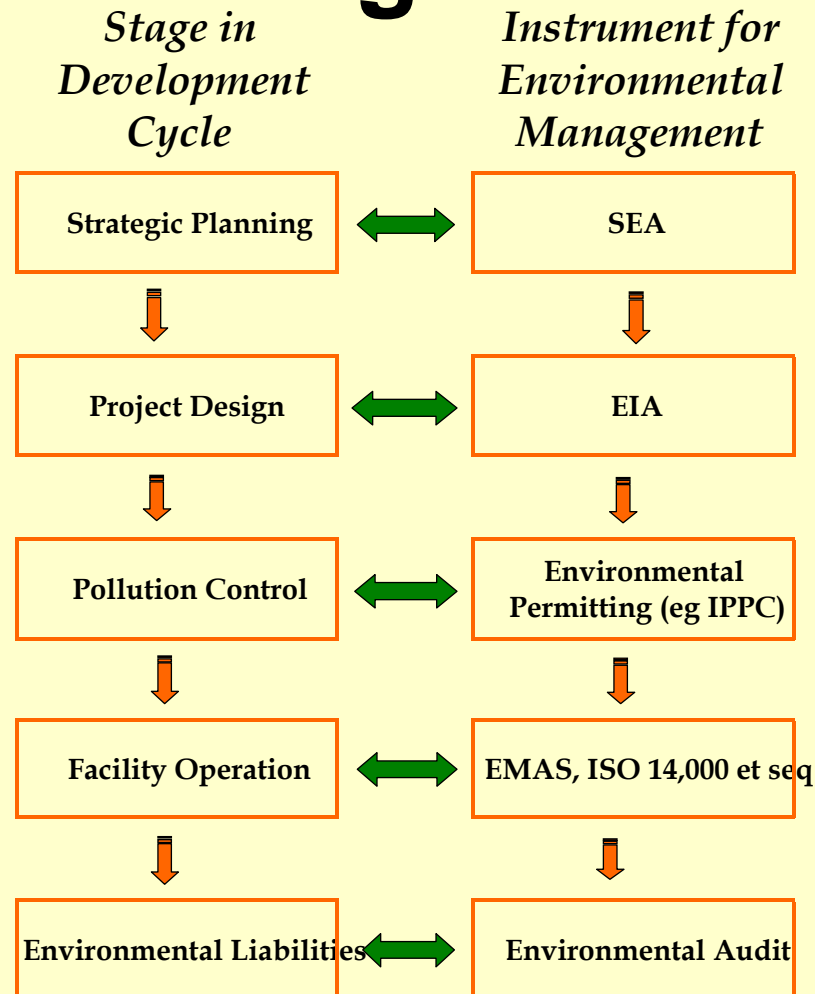 g
Stage in
Development
Cycle
Instrument for
Environmental
Management
Strategic Planning
SEA
Project Design
EIA
Pollution Control
Environmental
Permitting (eg IPPC)
Facility Operation
EMAS, ISO 14,000 et seq
Environmental Liabilities
Environmental Audit